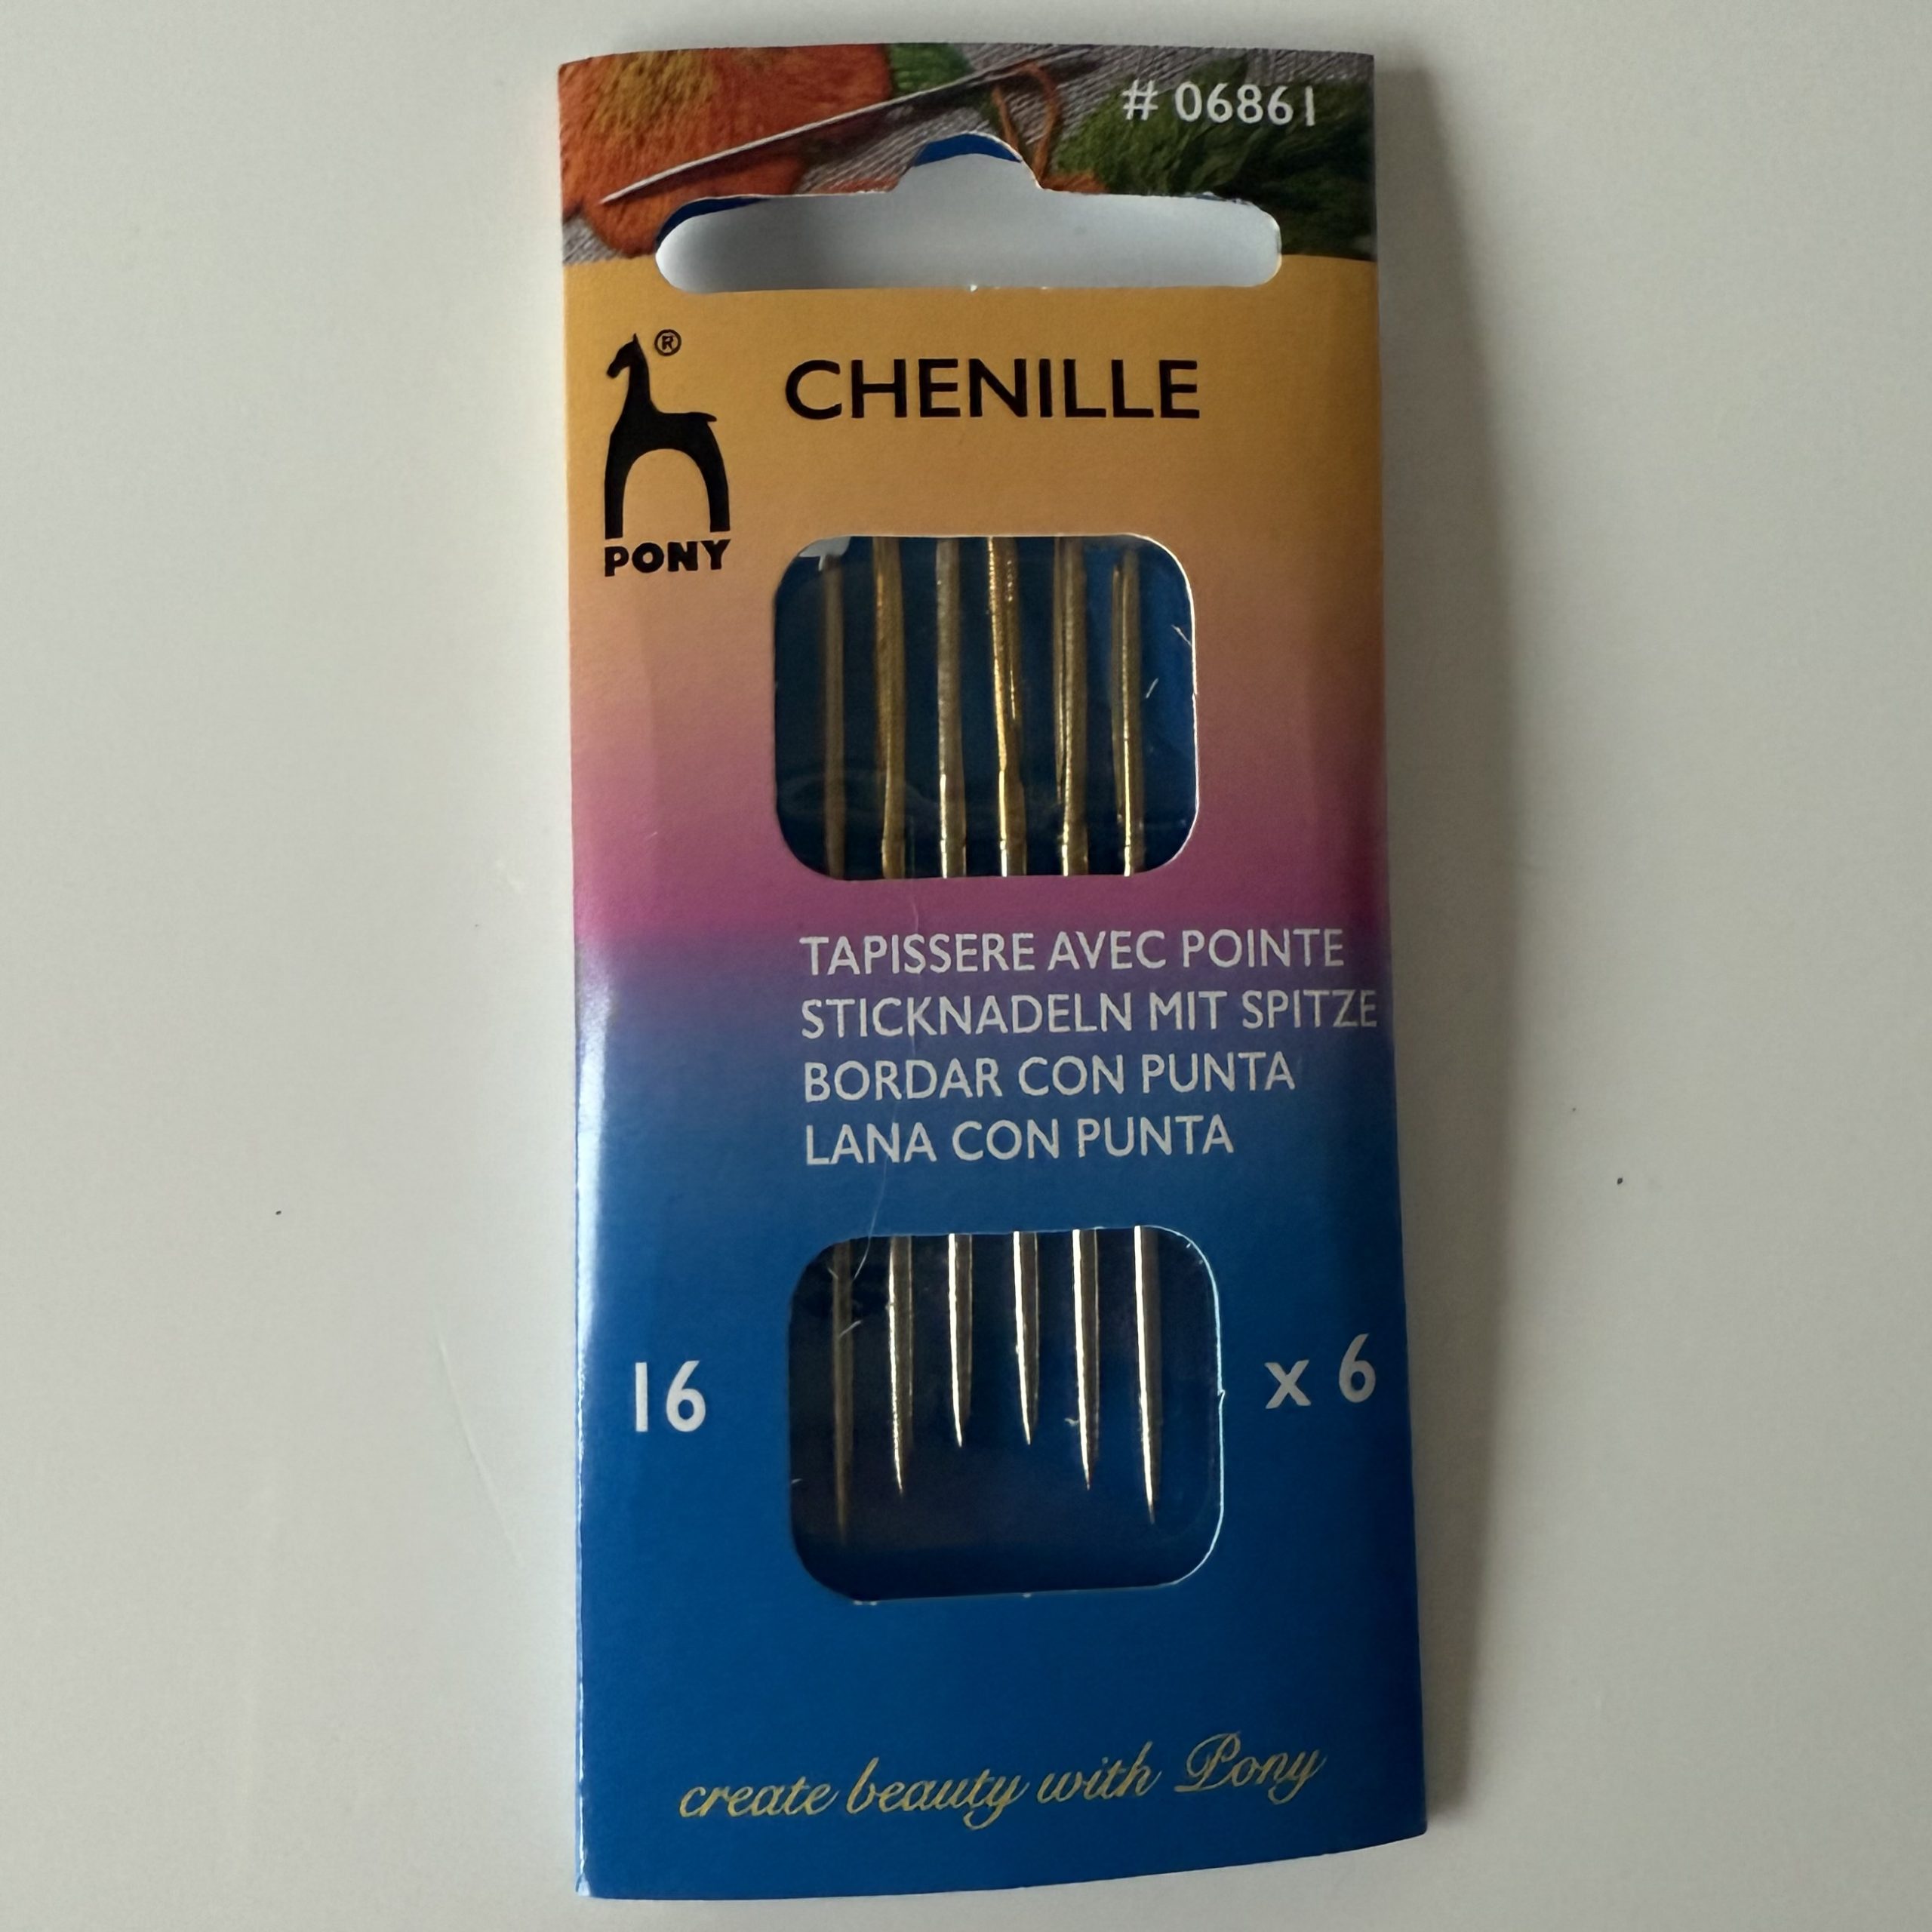 # 06861
®
CHENILLE
PONY
TAPISSERE AVEC POINTE
STICKNADELN MIT SPITZE
BORDAR CON PUNTA
LANA CON PUNTA
16 x 6
create beauty with Pony